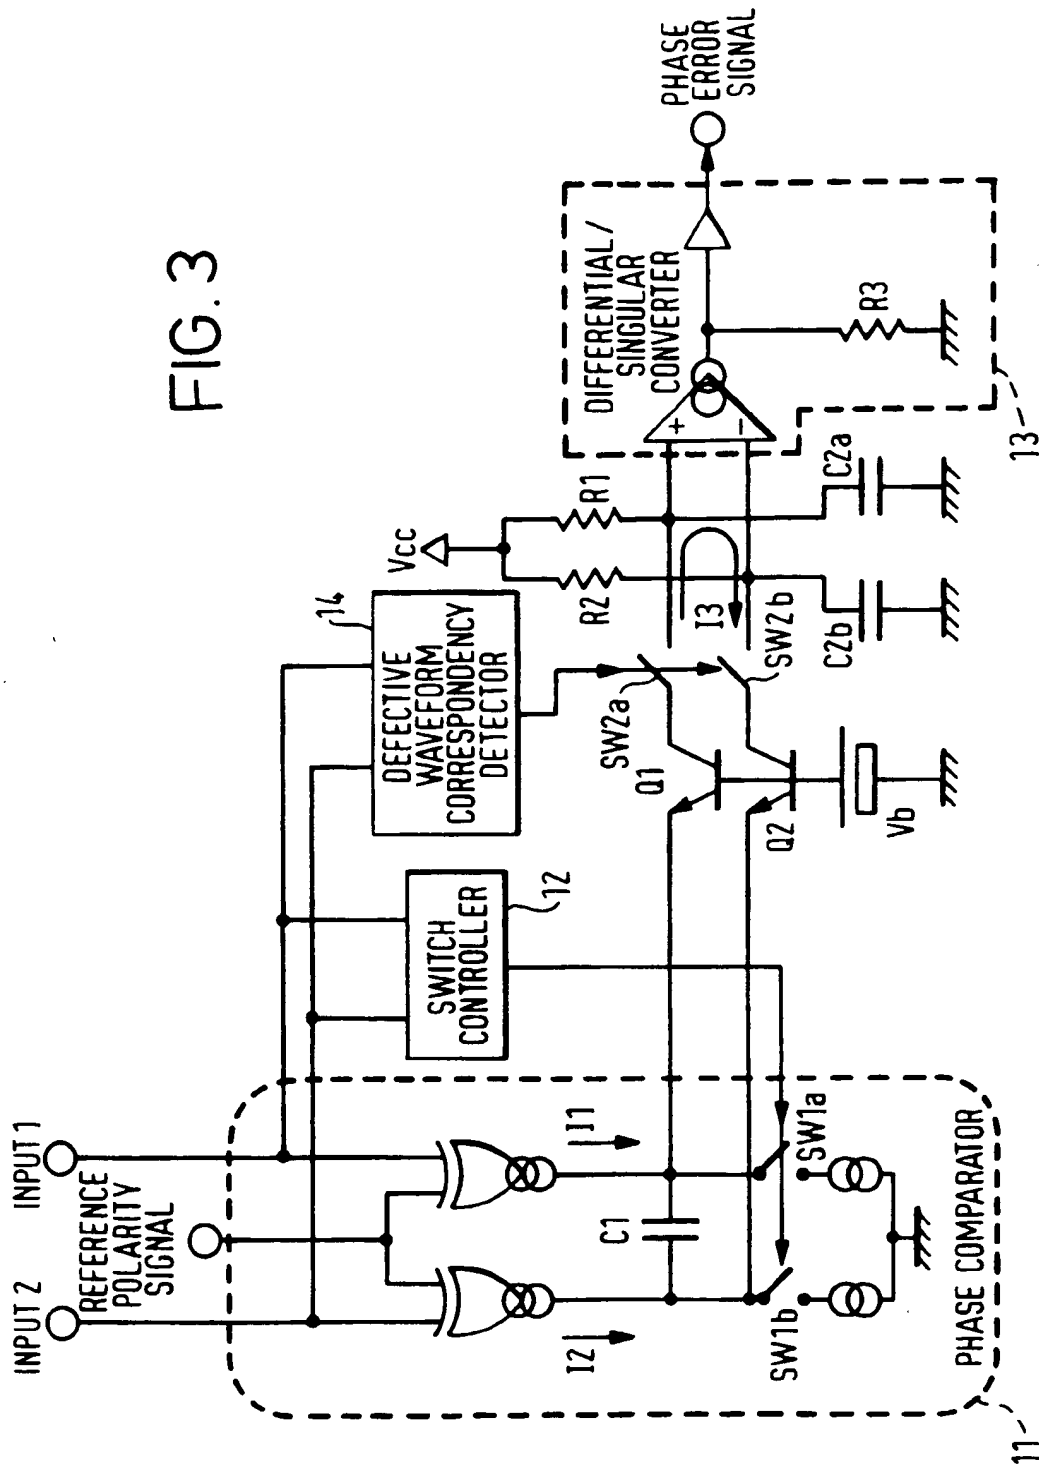 FIG. 3
INPUT 1
REFERENCE
POLARITY
SIGNAL
INPUT 2
I1
I2
C1
SW1a
SW1b
PHASE COMPARATOR
11
SWITCH
CONTROLLER
12
DEFECTIVE
WAVEFORM
CORRESPONDENCY
DETECTOR
14
SW2a
Q1
Q2
Vb
SW2b
Vcc
R1
R2
I3
C2a
C2b
DIFFERENTIAL/
SINGULAR
CONVERTER
+
−
R3
13
PHASE
ERROR
SIGNAL